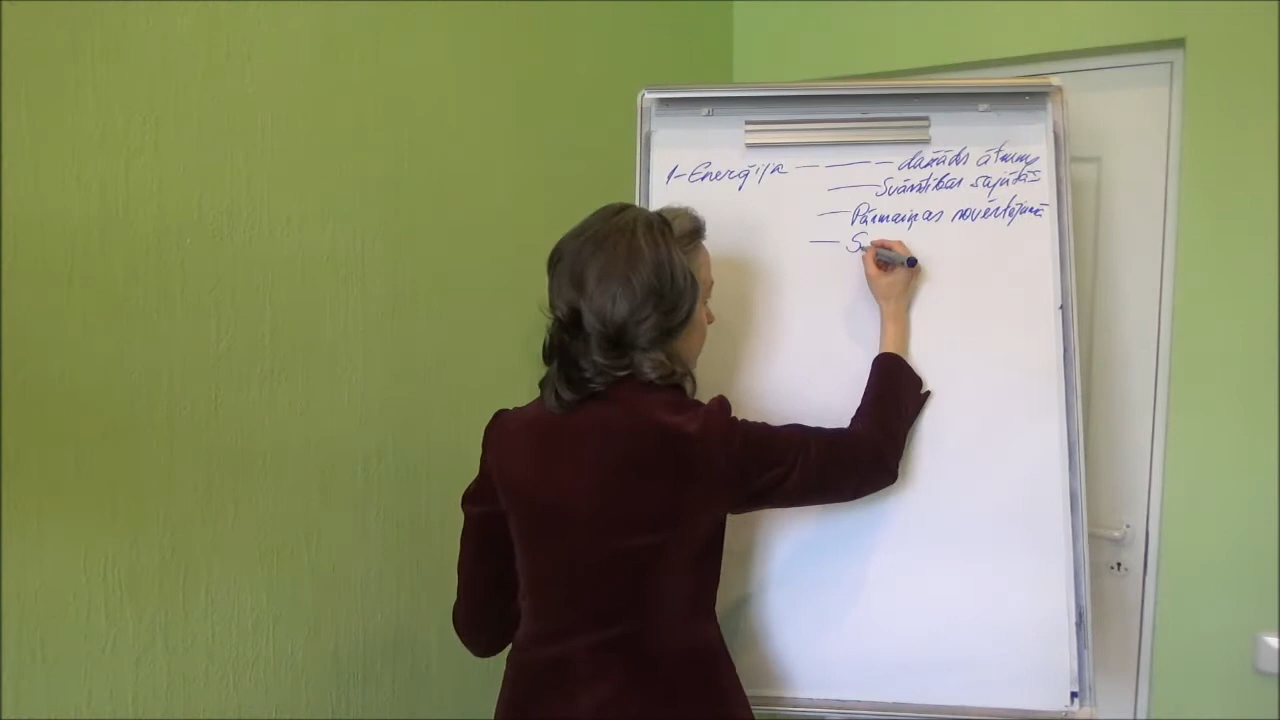 1-Enerģija — — — dažāds ātrums
— Svārstības sajūtās
— Pārmaiņas novērtējumā
— S